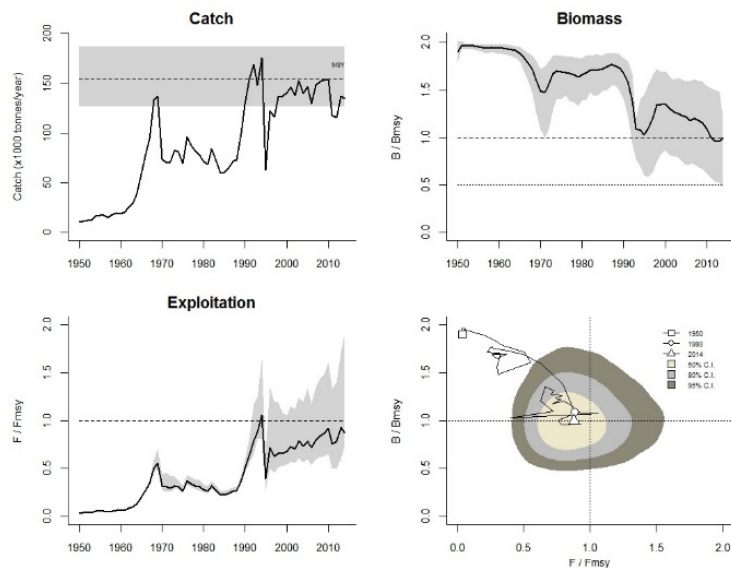 Catch
Catch (x1000 tonnes/year)
200
150
100
50
0
MSY
1950 1960 1970 1980 1990 2000 2010
Biomass
B / Bmsy
2.0
1.5
1.0
0.5
0.0
1950 1960 1970 1980 1990 2000 2010
Exploitation
F / Fmsy
2.0
1.5
1.0
0.5
0.0
1950 1960 1970 1980 1990 2000 2010
B / Bmsy
2.0
1.5
1.0
0.5
0.0
1950
1993
2014
50% C.I.
80% C.I.
95% C.I.
0.0 0.5 1.0 1.5 2.0
F / Fmsy